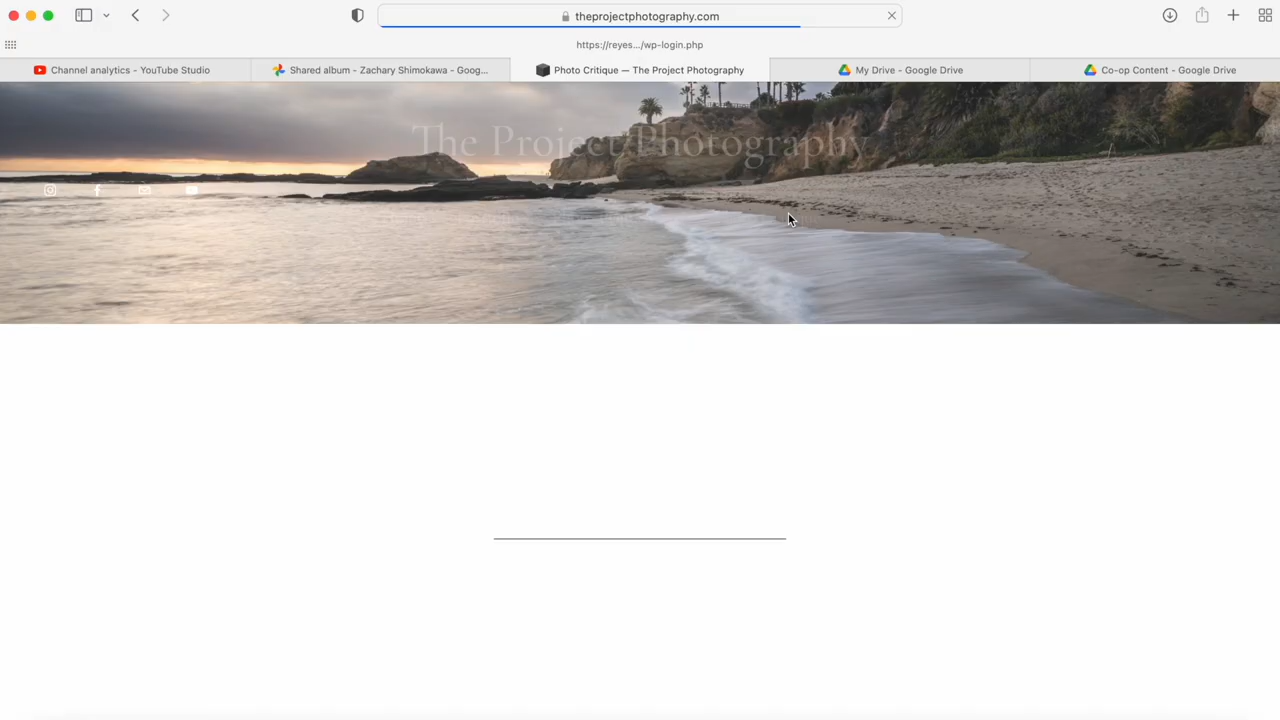 theprojectphotography.com
https://reyes.../wp-login.php
Channel analytics - YouTube Studio
Shared album - Zachary Shimokawa - Goog...
Photo Critique — The Project Photography
My Drive - Google Drive
Co-op Content - Google Drive
The Project Photography